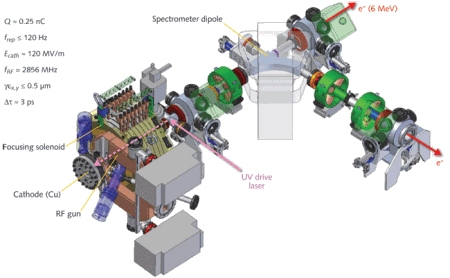 Q ≈ 0.25 nC
f_rep ≤ 120 Hz
E_cath ≈ 120 MV/m
f_RF = 2856 MHz
γε_x,y ≤ 0.5 μm
Δτ ≈ 3 ps
Spectrometer dipole
e⁺ (6 MeV)
Focusing solenoid
Cathode (Cu)
RF gun
UV drive
laser
e⁺